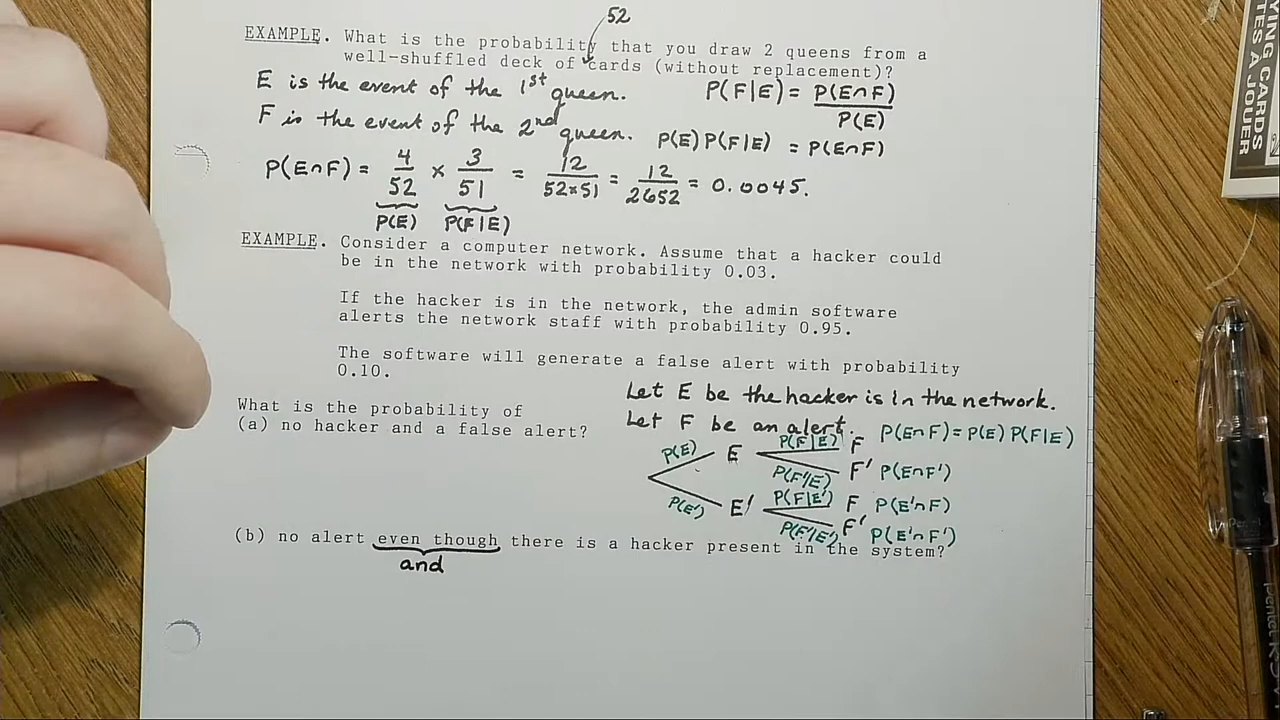 52
EXAMPLE. What is the probability that you draw 2 queens from a
well-shuffled deck of cards (without replacement)?
E is the event of the 1st queen. P(F|E) = P(E∩F) / P(E)
F is the event of the 2nd queen. P(E)P(F|E) = P(E∩F)
P(E∩F) = 4/52 × 3/51 = 12/52×51 = 12/2652 = 0.0045.
P(E) P(F|E)
EXAMPLE. Consider a computer network. Assume that a hacker could
be in the network with probability 0.03.
If the hacker is in the network, the admin software
alerts the network staff with probability 0.95.
The software will generate a false alert with probability
0.10.
Let E be the hacker is in the network.
What is the probability of
Let F be an alert.
(a) no hacker and a false alert?
P(E) E P(F|E) F P(E∩F) = P(E) P(F|E)
P(F'|E) F' P(E∩F')
P(E') E' P(F|E') F P(E'∩F)
P(F'|E') F' P(E'∩F')
(b) no alert even though there is a hacker present in the system?
and
YING CARDS
TES A JOUER